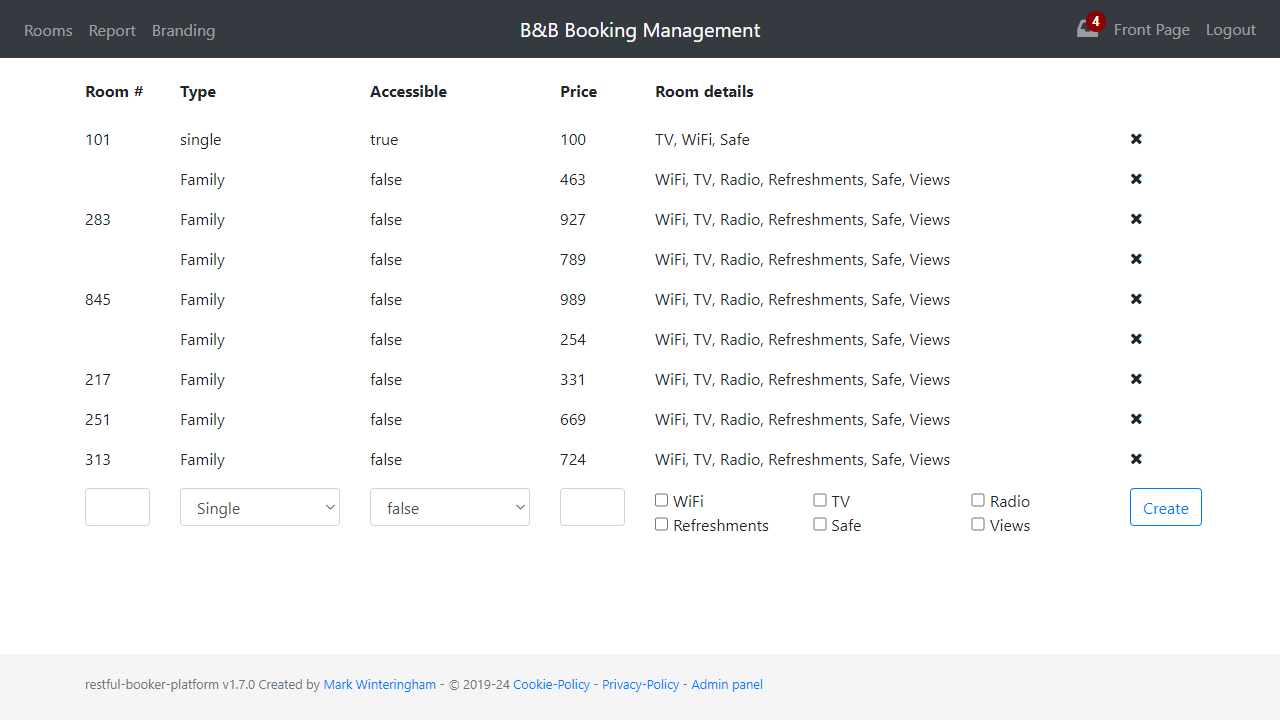 Rooms Report Branding B&B Booking Management 4 Front Page Logout
Room # Type Accessible Price Room details
101 single true 100 TV, WiFi, Safe
Family false 463 WiFi, TV, Radio, Refreshments, Safe, Views
283 Family false 927 WiFi, TV, Radio, Refreshments, Safe, Views
Family false 789 WiFi, TV, Radio, Refreshments, Safe, Views
845 Family false 989 WiFi, TV, Radio, Refreshments, Safe, Views
Family false 254 WiFi, TV, Radio, Refreshments, Safe, Views
217 Family false 331 WiFi, TV, Radio, Refreshments, Safe, Views
251 Family false 669 WiFi, TV, Radio, Refreshments, Safe, Views
313 Family false 724 WiFi, TV, Radio, Refreshments, Safe, Views
Single false WiFi TV Radio Create
Refreshments Safe Views
restful-booker-platform v1.7.0 Created by Mark Winteringham - © 2019-24 Cookie-Policy - Privacy-Policy - Admin panel